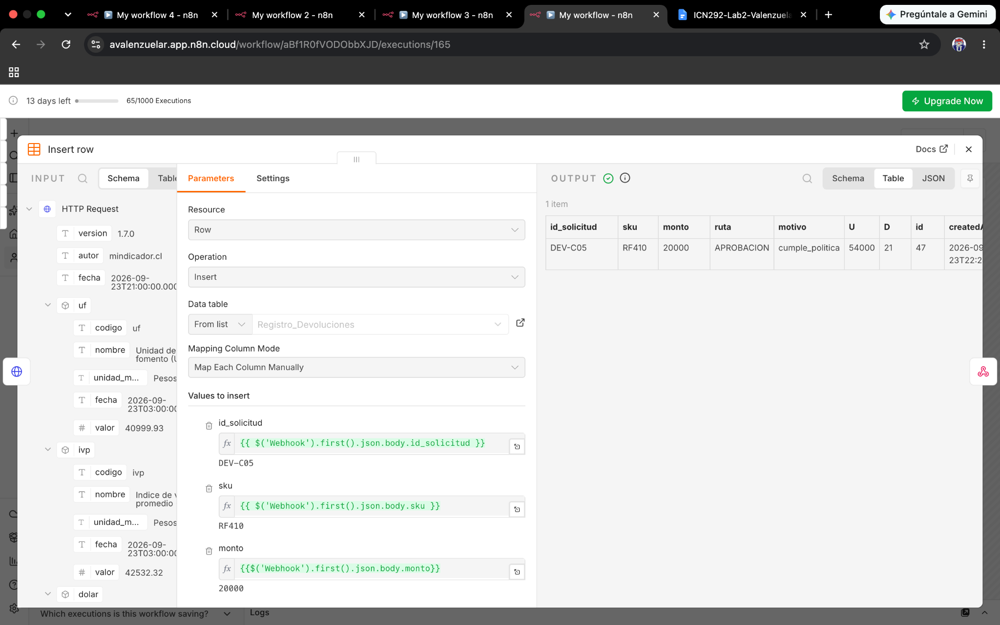 My workflow 4 - n8n
My workflow 2 - n8n
My workflow 3 - n8n
My workflow - n8n
ICN292-Lab2-Valenzuela
Pregúntale a Gemini
avalenzuelar.app.n8n.cloud/workflow/aBf1R0fVODObbXJD/executions/165
13 days left
65/1000 Executions
Upgrade Now
Insert row
Docs
INPUT
Schema
Table
HTTP Request
T version 1.7.0
T autor mindicador.cl
T fecha 2026-09-
23T21:00:00.000
uf
T codigo uf
T nombre Unidad de
fomento (U
T unidad_m... Pesos
T fecha 2026-09-
23T03:00:00
# valor 40999.93
ivp
T codigo ivp
T nombre Indice de v
promedio
T unidad_m... Pesos
T fecha 2026-09-
23T03:00:00
# valor 42532.32
dolar
Parameters
Settings
Resource
Row
Operation
Insert
Data table
From list
Registro_Devoluciones
Mapping Column Mode
Map Each Column Manually
Values to insert
id_solicitud
fx {{ $('Webhook').first().json.body.id_solicitud }}
DEV-C05
sku
fx {{ $('Webhook').first().json.body.sku }}
RF410
monto
fx {{$('Webhook').first().json.body.monto}}
20000
OUTPUT
Schema
Table
JSON
1 item
id_solicitud sku monto ruta motivo U D id createdA
DEV-C05 RF410 20000 APROBACION cumple_politica 54000 21 47 2026-09
23T22:2
Which executions is this workflow saving?
Logs